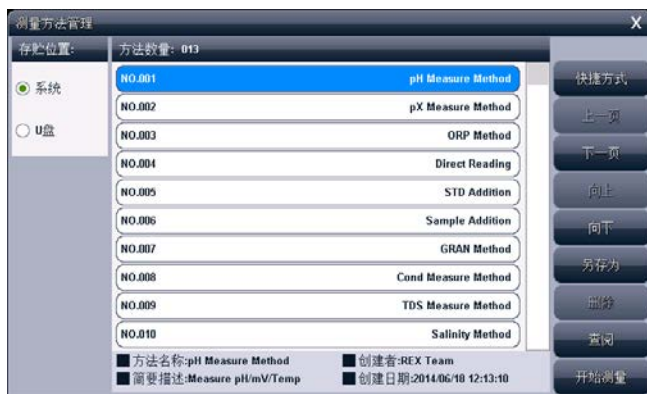 测量方法管理
X
存贮位置:
方法数量: 013
系统
U盘
NO.001 pH Measure Method
NO.002 pX Measure Method
NO.003 ORP Method
NO.004 Direct Reading
NO.005 STD Addition
NO.006 Sample Addition
NO.007 GRAN Method
NO.008 Cond Measure Method
NO.009 TDS Measure Method
NO.010 Salinity Method
方法名称:pH Measure Method
创建者:REX Team
简要描述:Measure pH/mV/Temp
创建日期:2014/06/18 12:13:10
快捷方式
上一页
下一页
向上
向下
另存为
删除
查阅
开始测量